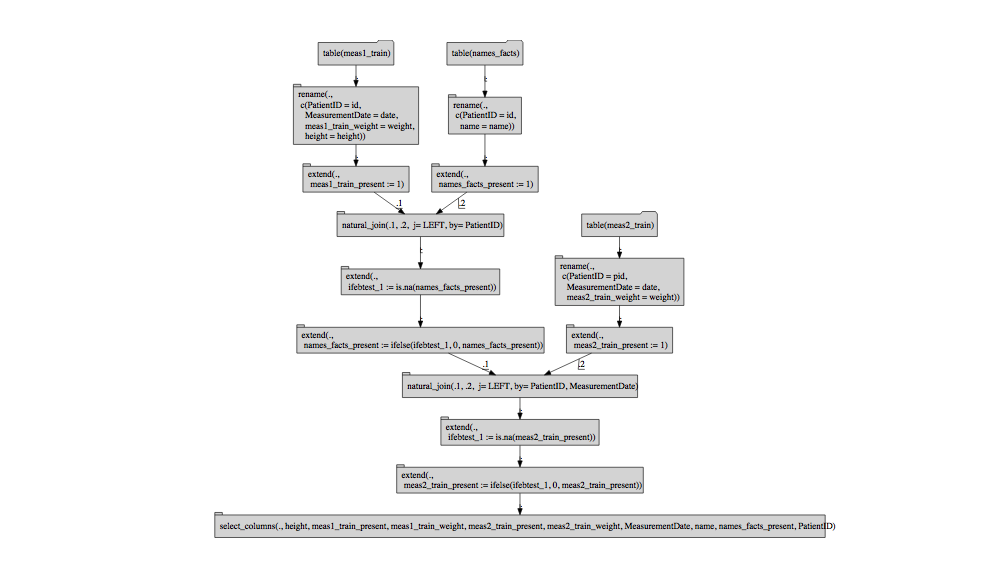 table(meas1_train)
table(names_facts)
rename(.,
c(PatientID = id,
MeasurementDate = date,
meas1_train_weight = weight,
height = height))
rename(.,
c(PatientID = id,
name = name))
extend(.,
meas1_train_present := 1)
extend(.,
names_facts_present := 1)
.1
.2
natural_join(.1, .2, j= LEFT, by= PatientID)
table(meas2_train)
extend(.,
ifebtest_1 := is.na(names_facts_present))
rename(.,
c(PatientID = pid,
MeasurementDate = date,
meas2_train_weight = weight))
extend(.,
names_facts_present := ifelse(ifebtest_1, 0, names_facts_present))
extend(.,
meas2_train_present := 1)
.1
.2
natural_join(.1, .2, j= LEFT, by= PatientID, MeasurementDate)
extend(.,
ifebtest_1 := is.na(meas2_train_present))
extend(.,
meas2_train_present := ifelse(ifebtest_1, 0, meas2_train_present))
select_columns(., height, meas1_train_present, meas1_train_weight, meas2_train_present, meas2_train_weight, MeasurementDate, name, names_facts_present, PatientID)